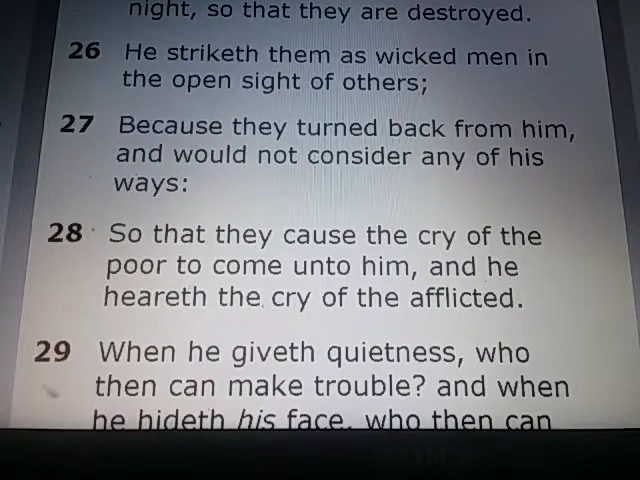 night, so that they are destroyed.
26 He striketh them as wicked men in
the open sight of others;
27 Because they turned back from him,
and would not consider any of his
ways:
28 So that they cause the cry of the
poor to come unto him, and he
heareth the cry of the afflicted.
29 When he giveth quietness, who
then can make trouble? and when
he hideth his face, who then can